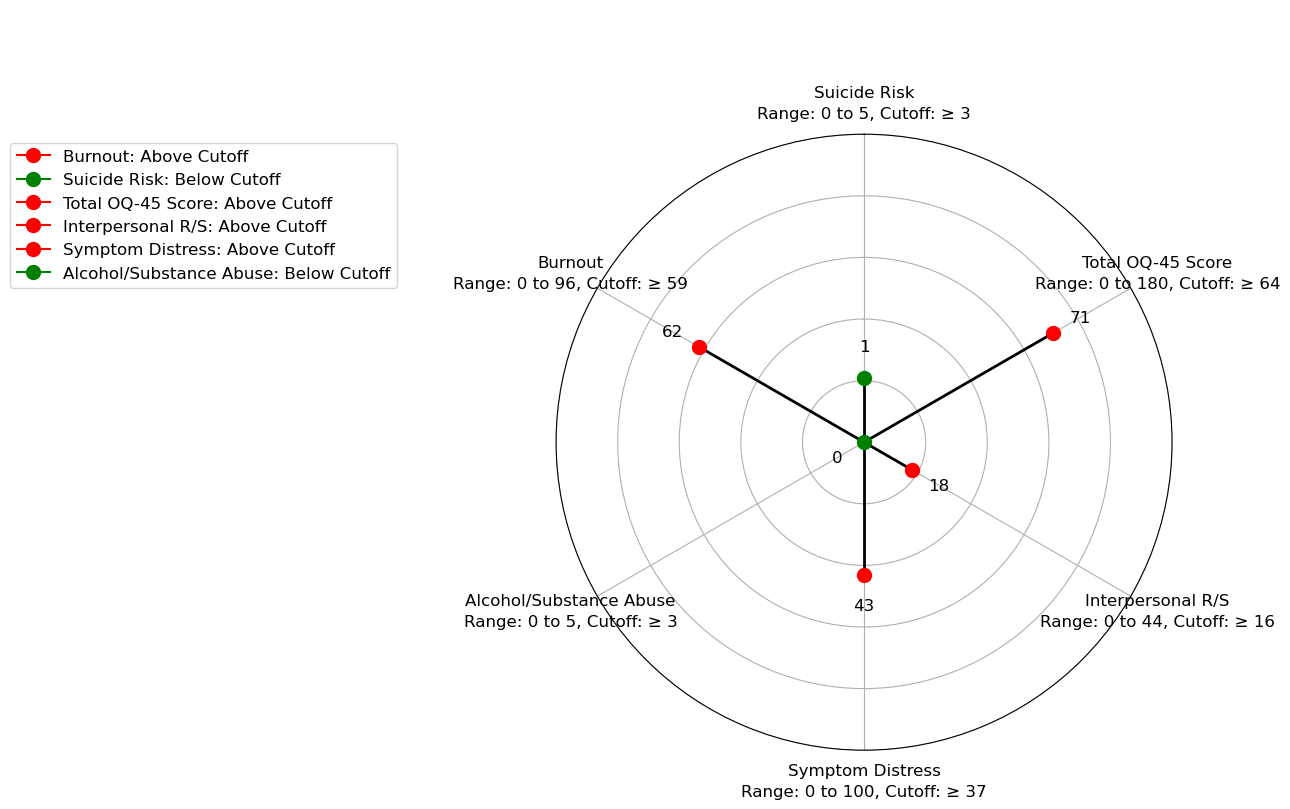 Suicide Risk
Range: 0 to 5, Cutoff: ≥ 3
Burnout: Above Cutoff
Suicide Risk: Below Cutoff
Total OQ-45 Score: Above Cutoff
Interpersonal R/S: Above Cutoff
Symptom Distress: Above Cutoff
Alcohol/Substance Abuse: Below Cutoff
Burnout
Range: 0 to 96, Cutoff: ≥ 59
Total OQ-45 Score
Range: 0 to 180, Cutoff: ≥ 64
71
62
1
0
18
43
Alcohol/Substance Abuse
Range: 0 to 5, Cutoff: ≥ 3
Interpersonal R/S
Range: 0 to 44, Cutoff: ≥ 16
Symptom Distress
Range: 0 to 100, Cutoff: ≥ 37